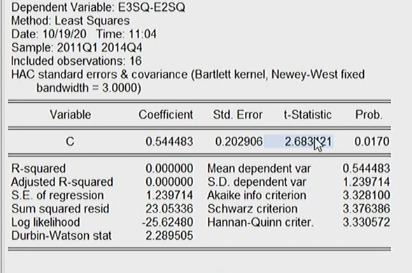 Dependent Variable: E3SQ-E2SQ
Method: Least Squares
Date: 10/19/20 Time: 11:04
Sample: 2011Q1 2014Q4
Included observations: 16
HAC standard errors & covariance (Bartlett kernel, Newey-West fixed
bandwidth = 3.0000)
Variable Coefficient Std. Error t-Statistic Prob.
C 0.544483 0.202906 0.0170
R-squared 0.000000 Mean dependent var 0.544483
Adjusted R-squared 0.000000 S.D. dependent var 1.239714
S.E. of regression 1.239714 Akaike info criterion 3.328100
Sum squared resid 23.05336 Schwarz criterion 3.376386
Log likelihood -25.62480 Hannan-Quinn criter. 3.330572
Durbin-Watson stat 2.289505